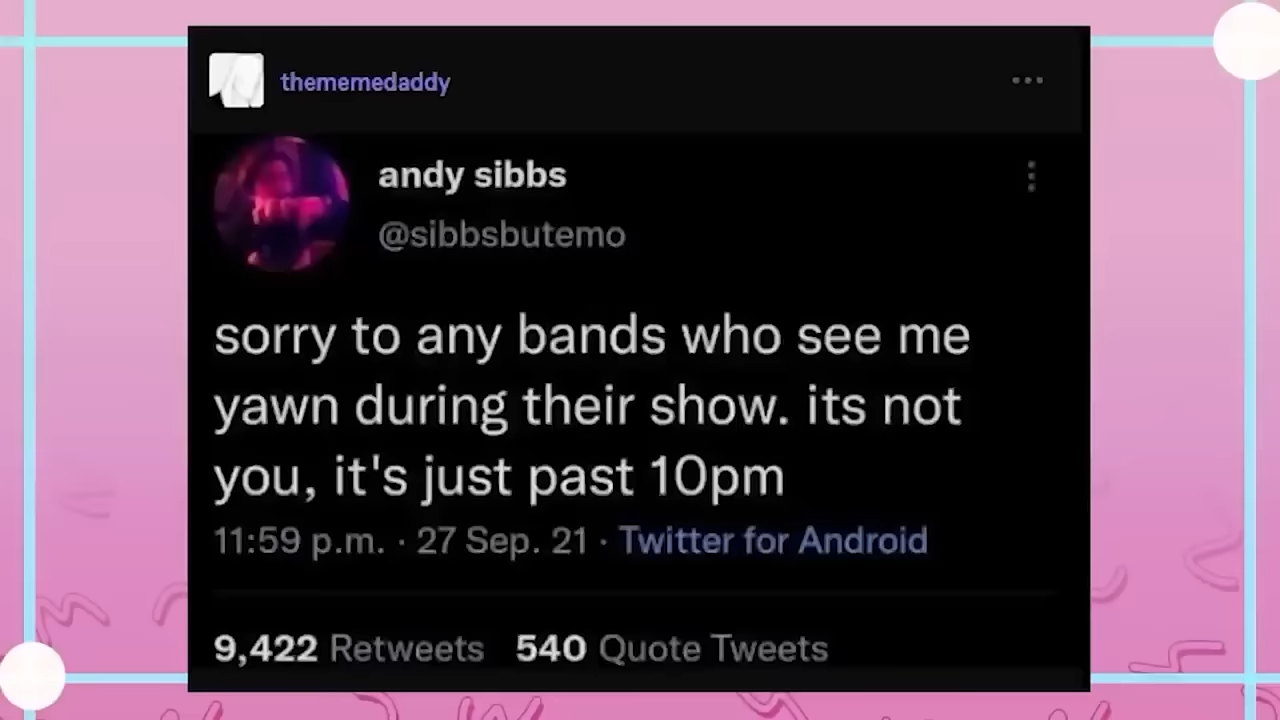 thememedaddy
andy sibbs
@sibbsbutemo
sorry to any bands who see me
yawn during their show. its not
you, it's just past 10pm
11:59 p.m. · 27 Sep. 21 · Twitter for Android
9,422 Retweets 540 Quote Tweets